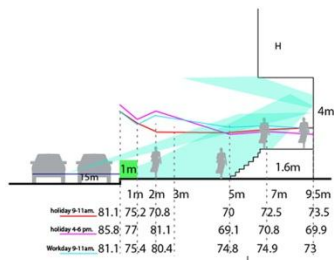 H
4m
1m
15m
1.6m
1m 2m 3m 5m 7m 9,5m
holiday 9-11am. 81.1 75,2 70.8 70 72.5 73.5
holiday 4-6 pm. 85.8 77 81.1 69.1 70.8 69.9
Workday 9-11am. 81.1 75.4 80.4 74.8 74.9 73